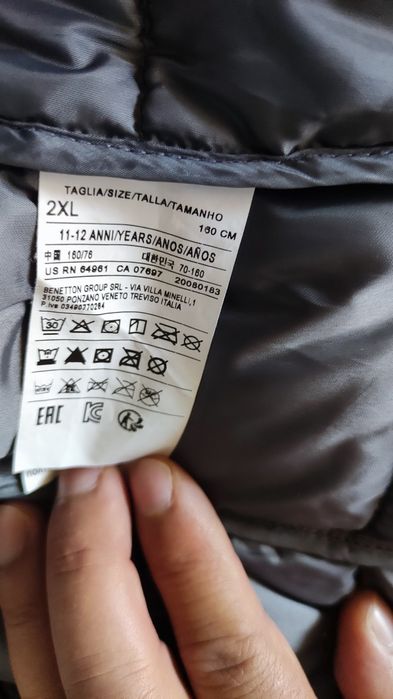 TAGLIA/SIZE/TALLA/TAMANHO
2XL 160 CM
11-12 ANNI/YEARS/ANOS/AÑOS
中国 160/76 대한민국 70-160
US RN 64961 CA 07697 20080183
BENETTON GROUP SRL - VIA VILLA MINELLI,1
31050 PONZANO VENETO TREVISO ITALIA
P.Iva 03490770264
30
EAC